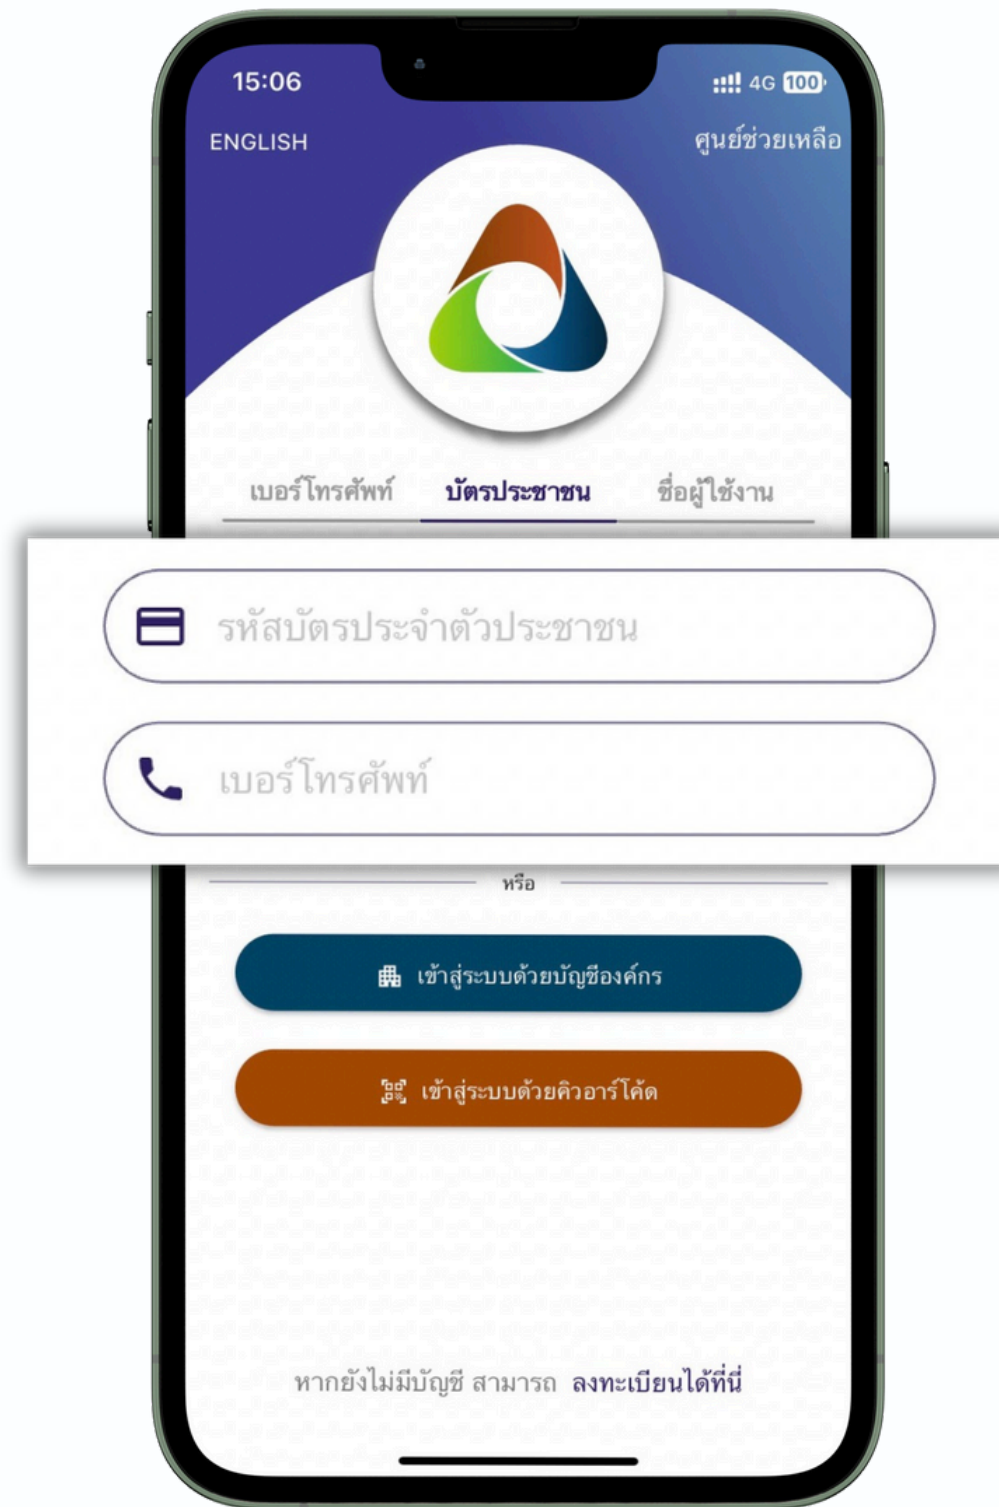 15:06 4G 100
ENGLISH ศูนย์ช่วยเหลือ
เบอร์โทรศัพท์ บัตรประชาชน ชื่อผู้ใช้งาน
รหัสบัตรประจำตัวประชาชน
เบอร์โทรศัพท์
หรือ
เข้าสู่ระบบด้วยบัญชีองค์กร
เข้าสู่ระบบด้วยคิวอาร์โค้ด
หากยังไม่มีบัญชี สามารถ ลงทะเบียนได้ที่นี่